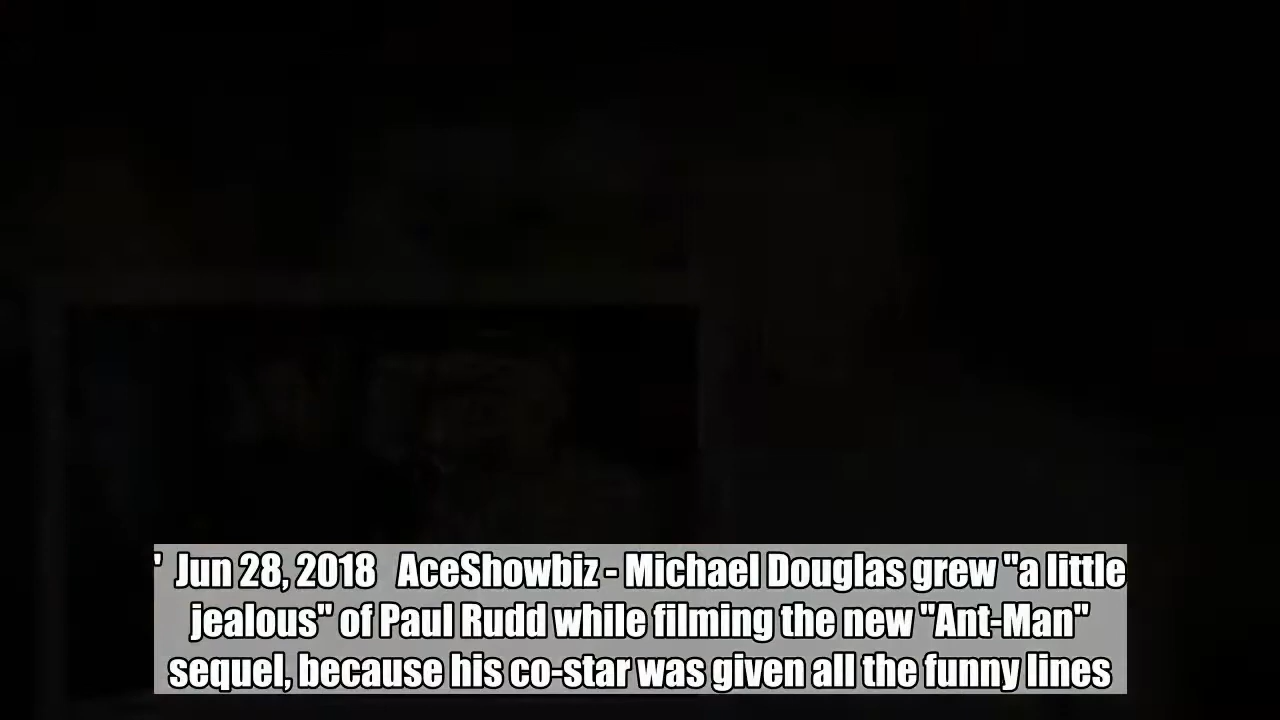 ' Jun 28, 2018 AceShowbiz - Michael Douglas grew "a little
jealous" of Paul Rudd while filming the new "Ant-Man"
sequel, because his co-star was given all the funny lines